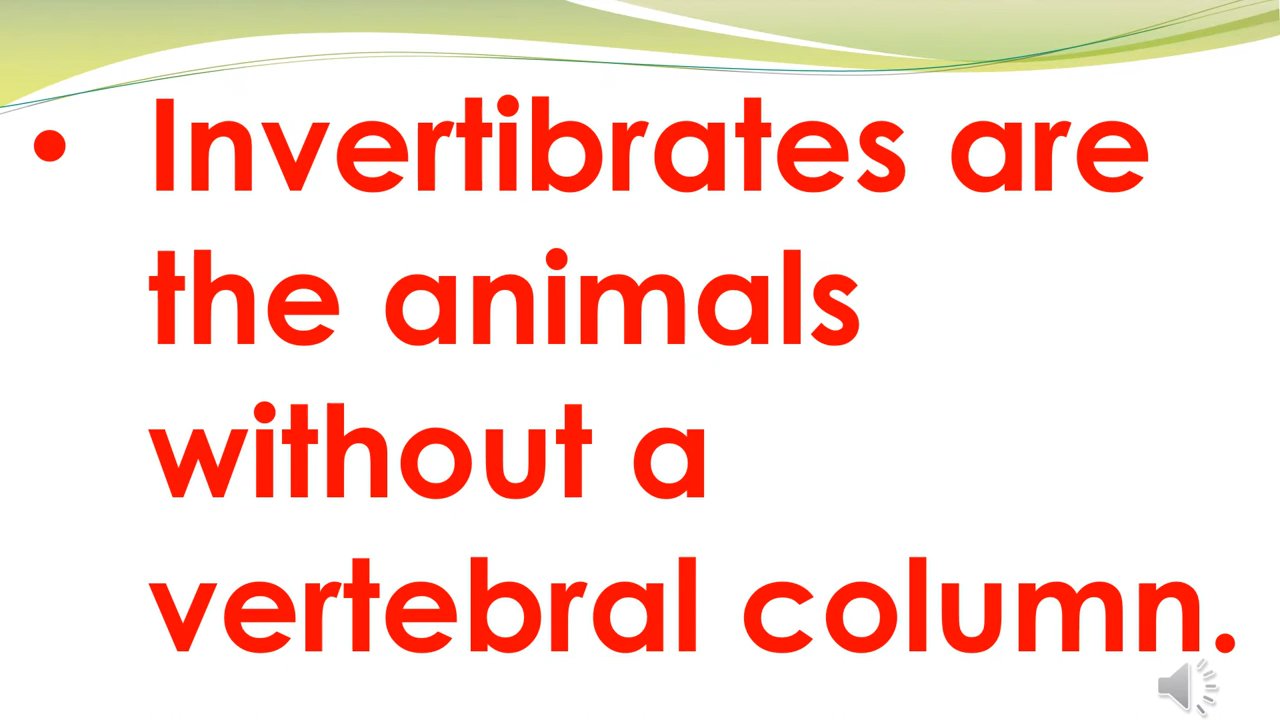 • Invertibrates are
the animals
without a
vertebral column.